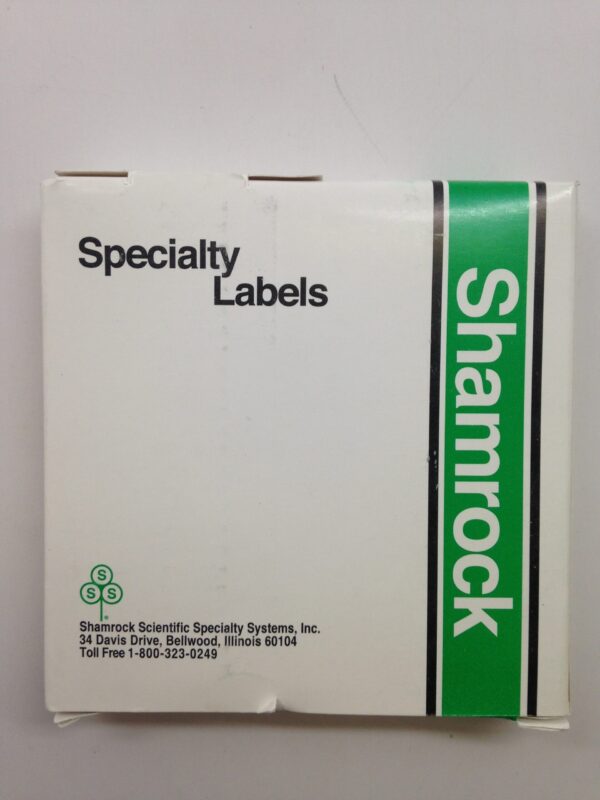 Specialty
Labels
Shamrock
S
S S
Shamrock Scientific Specialty Systems, Inc.
34 Davis Drive, Bellwood, Illinois 60104
Toll Free 1-800-323-0249